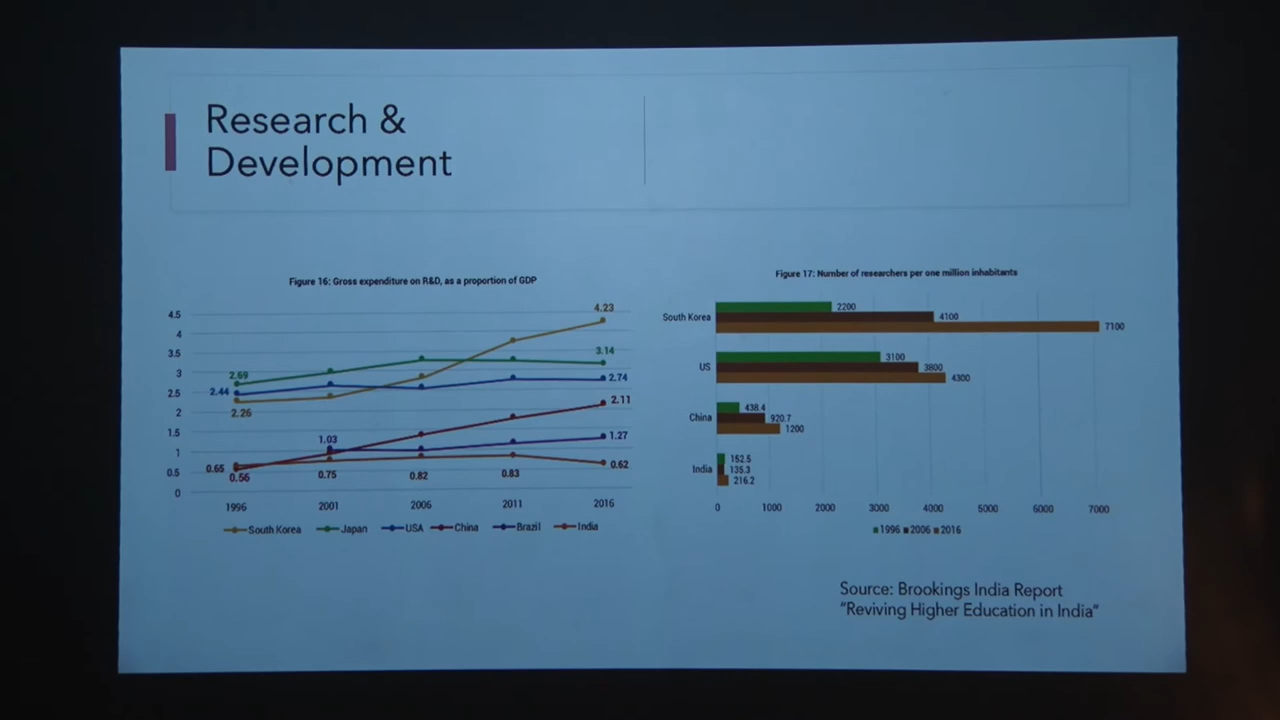 Research &
Development
Figure 16: Gross expenditure on R&D, as a proportion of GDP
4.5
4
3.5
3
2.5
2
1.5
1
0.5
0
4.23
3.14
2.74
2.11
1.27
0.62
2.69
2.44
2.26
1.03
0.65
0.56
0.75
0.82
0.83
1996 2001 2006 2011 2016
South Korea Japan USA China Brazil India
Figure 17: Number of researchers per one million inhabitants
South Korea
2200
4100
7100
US
3100
3800
4300
China
438.4
920.7
1200
India
152.5
135.3
216.2
0 1000 2000 3000 4000 5000 6000 7000
1996 2006 2016
Source: Brookings India Report
"Reviving Higher Education in India"